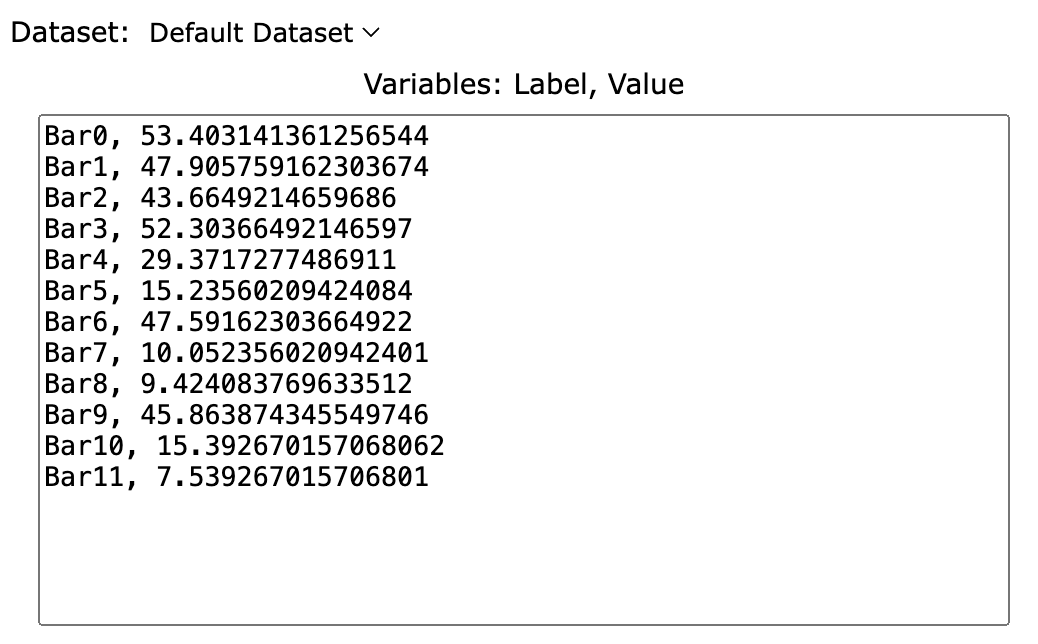 Dataset: Default Dataset
Variables: Label, Value
Bar0, 53.403141361256544
Bar1, 47.905759162303674
Bar2, 43.6649214659686
Bar3, 52.30366492146597
Bar4, 29.3717277486911
Bar5, 15.23560209424084
Bar6, 47.59162303664922
Bar7, 10.052356020942401
Bar8, 9.424083769633512
Bar9, 45.863874345549746
Bar10, 15.392670157068062
Bar11, 7.539267015706801